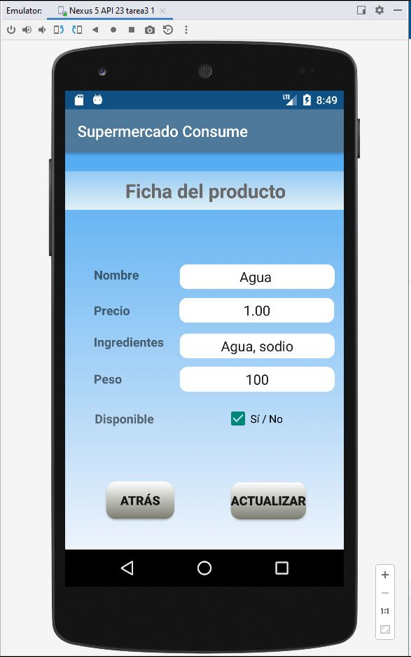 Emulator: Nexus 5 API 23 tarea3 1
LTE 8:49
Supermercado Consume
Ficha del producto
Nombre Agua
Precio 1.00
Ingredientes Agua, sodio
Peso 100
Disponible Sí / No
ATRÁS ACTUALIZAR
1:1